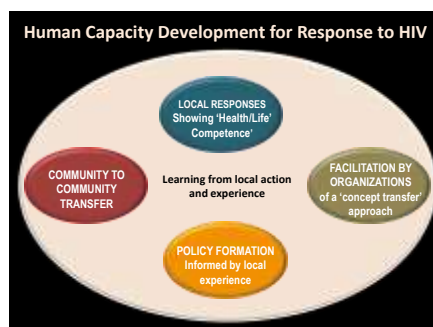 Human Capacity Development for Response to HIV
LOCAL RESPONSES
Showing ‘Health/Life’
Competence’
COMMUNITY TO
COMMUNITY
TRANSFER
Learning from local action
and experience
FACILITATION BY
ORGANIZATIONS
of a ‘concept transfer’
approach
POLICY FORMATION
Informed by local
experience